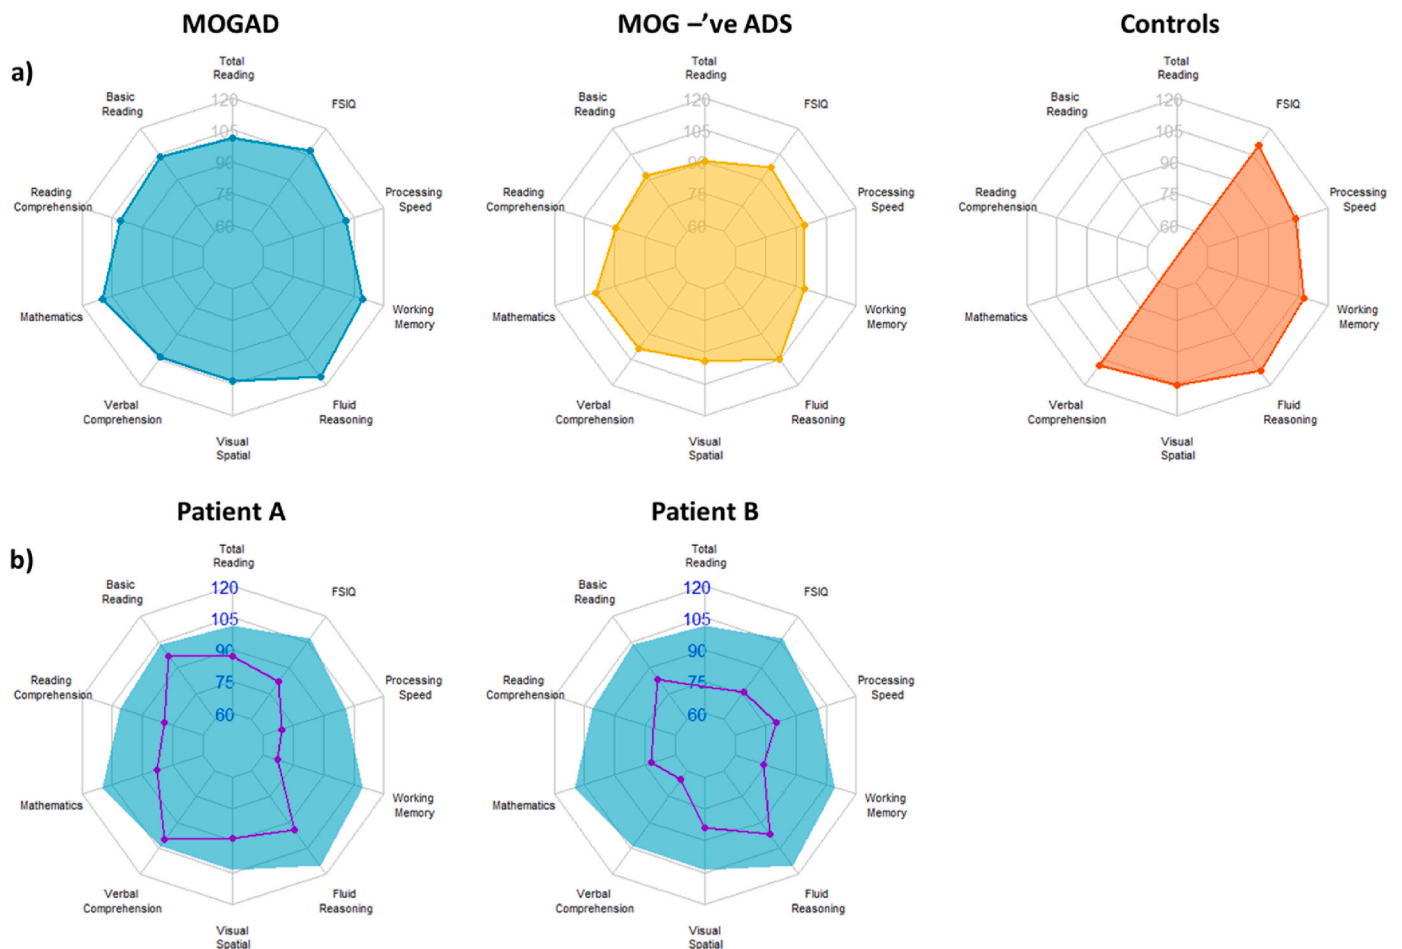 MOGAD
MOG –’ve ADS
Controls
a)
Total
Reading
FSIQ
Processing
Speed
Working
Memory
Fluid
Reasoning
Visual
Spatial
Verbal
Comprehension
Mathematics
Reading
Comprehension
Basic
Reading
120
105
90
75
60
Total
Reading
FSIQ
Processing
Speed
Working
Memory
Fluid
Reasoning
Visual
Spatial
Verbal
Comprehension
Mathematics
Reading
Comprehension
Basic
Reading
120
105
90
75
60
Total
Reading
FSIQ
Processing
Speed
Working
Memory
Fluid
Reasoning
Visual
Spatial
Verbal
Comprehension
Mathematics
Reading
Comprehension
Basic
Reading
120
105
90
75
60
Patient A
Patient B
b)
Total
Reading
FSIQ
Processing
Speed
Working
Memory
Fluid
Reasoning
Visual
Spatial
Verbal
Comprehension
Mathematics
Reading
Comprehension
Basic
Reading
120
105
90
75
60
Total
Reading
FSIQ
Processing
Speed
Working
Memory
Fluid
Reasoning
Visual
Spatial
Verbal
Comprehension
Mathematics
Reading
Comprehension
Basic
Reading
120
105
90
75
60